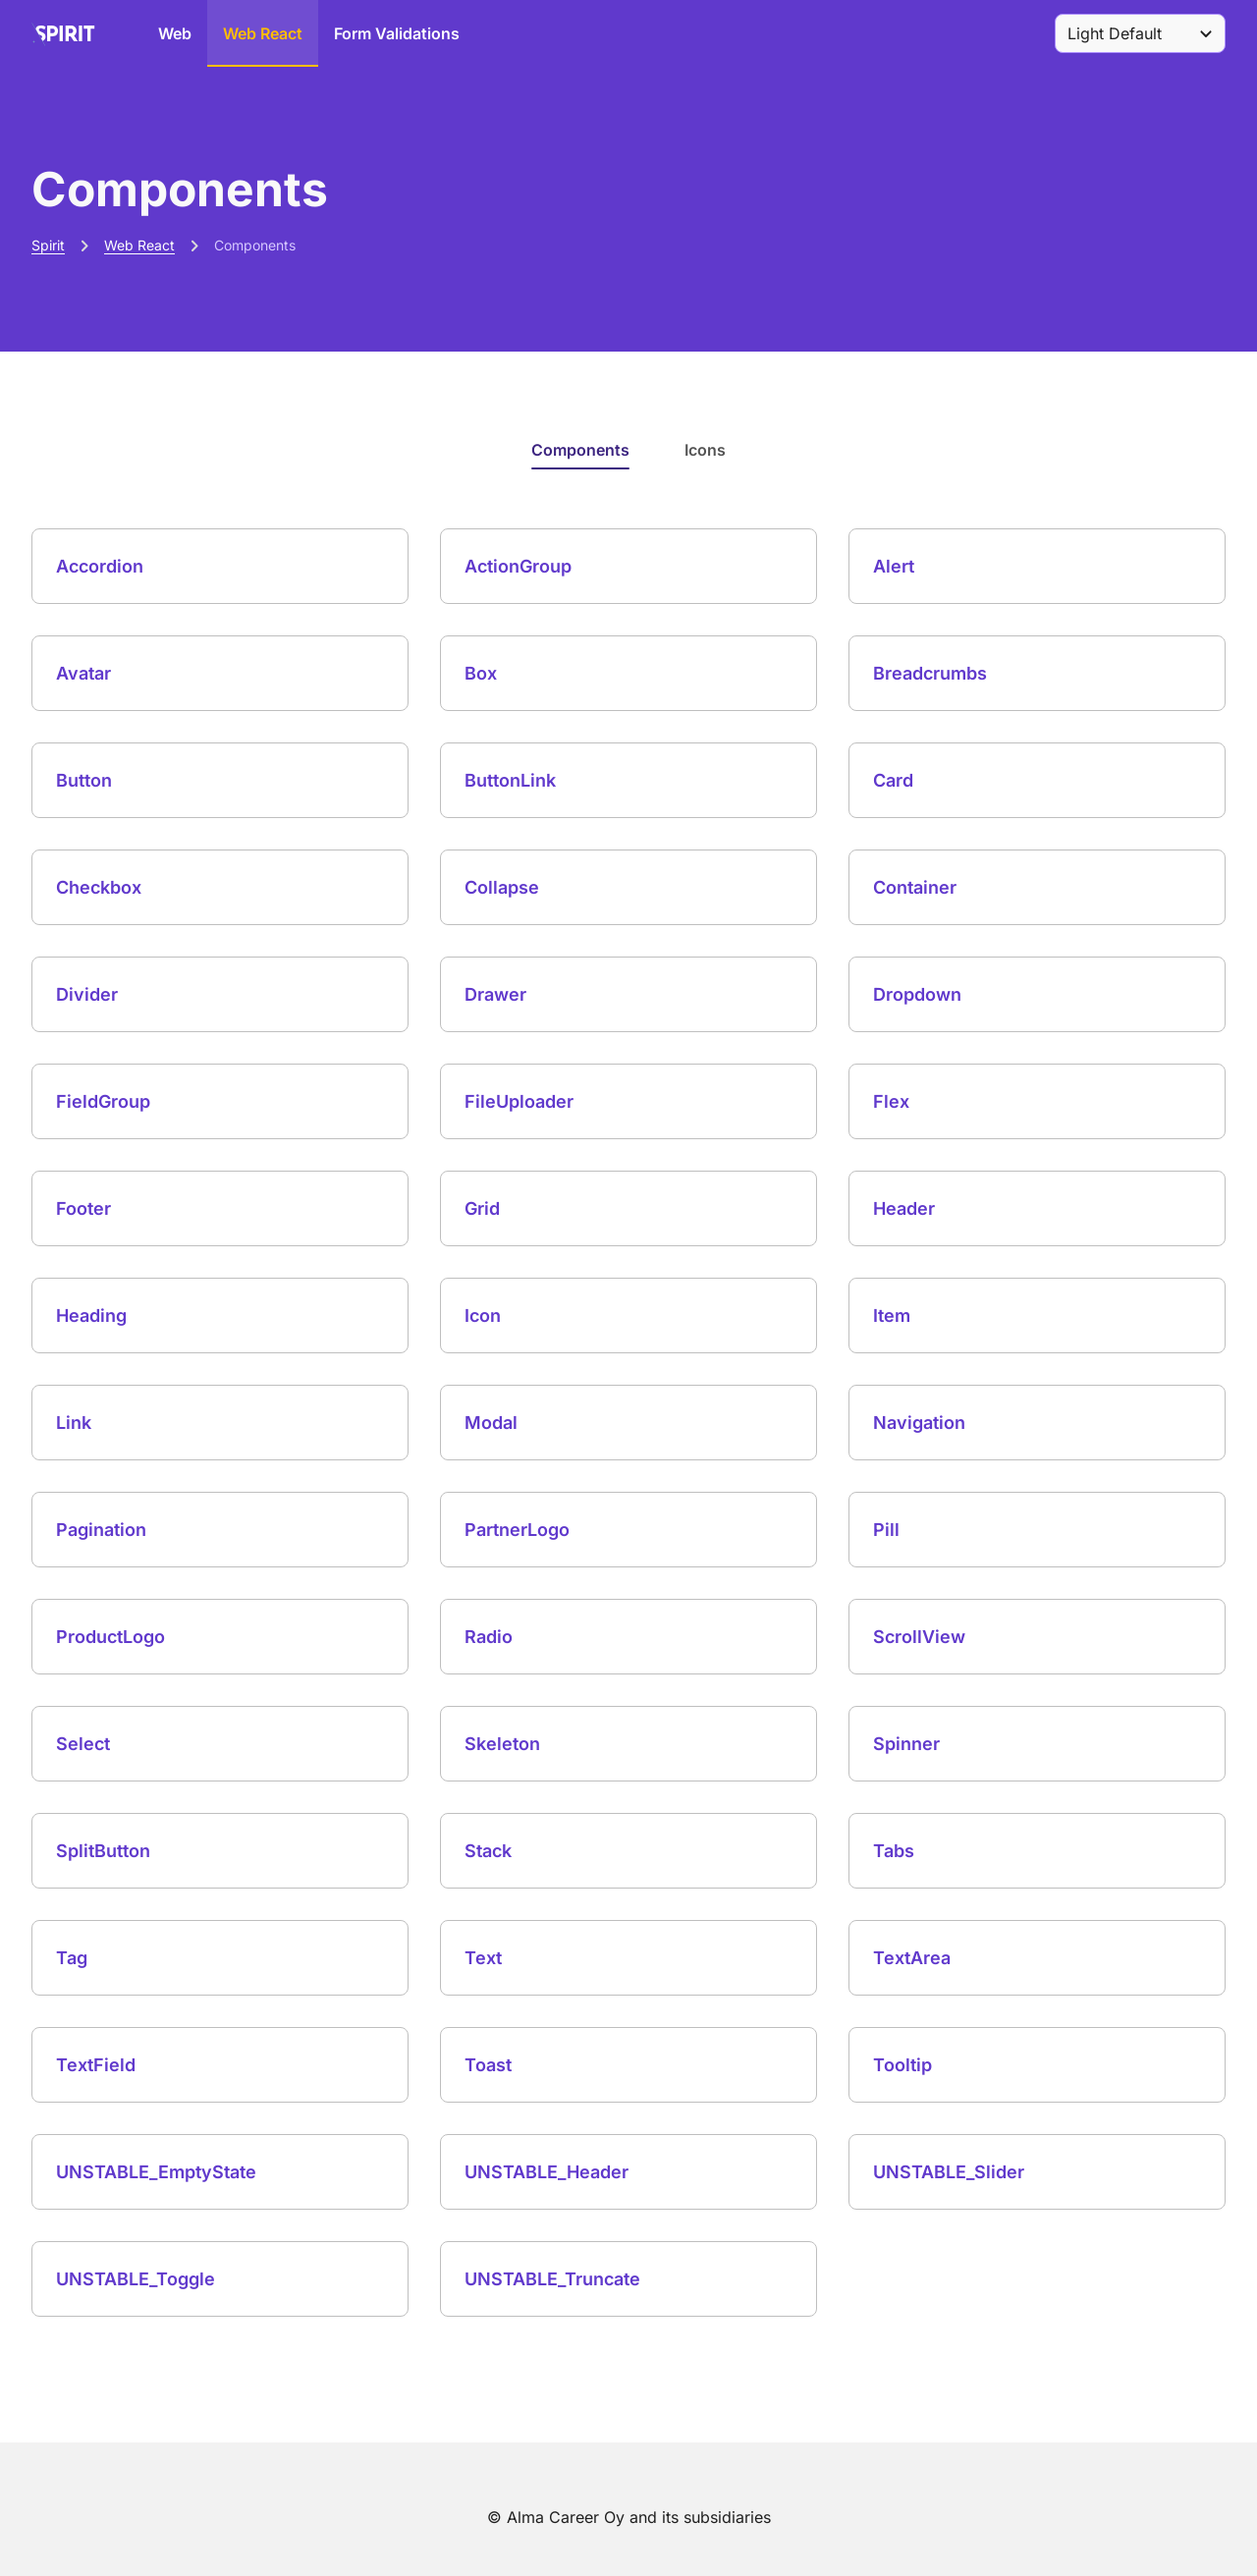 SPIRIT Web Web React Form Validations Light Default
Components
Spirit Web React Components
Components Icons
Accordion ActionGroup Alert
Avatar Box Breadcrumbs
Button ButtonLink Card
Checkbox Collapse Container
Divider Drawer Dropdown
FieldGroup FileUploader Flex
Footer Grid Header
Heading Icon Item
Link Modal Navigation
Pagination PartnerLogo Pill
ProductLogo Radio ScrollView
Select Skeleton Spinner
SplitButton Stack Tabs
Tag Text TextArea
TextField Toast Tooltip
UNSTABLE_EmptyState UNSTABLE_Header UNSTABLE_Slider
UNSTABLE_Toggle UNSTABLE_Truncate
© Alma Career Oy and its subsidiaries